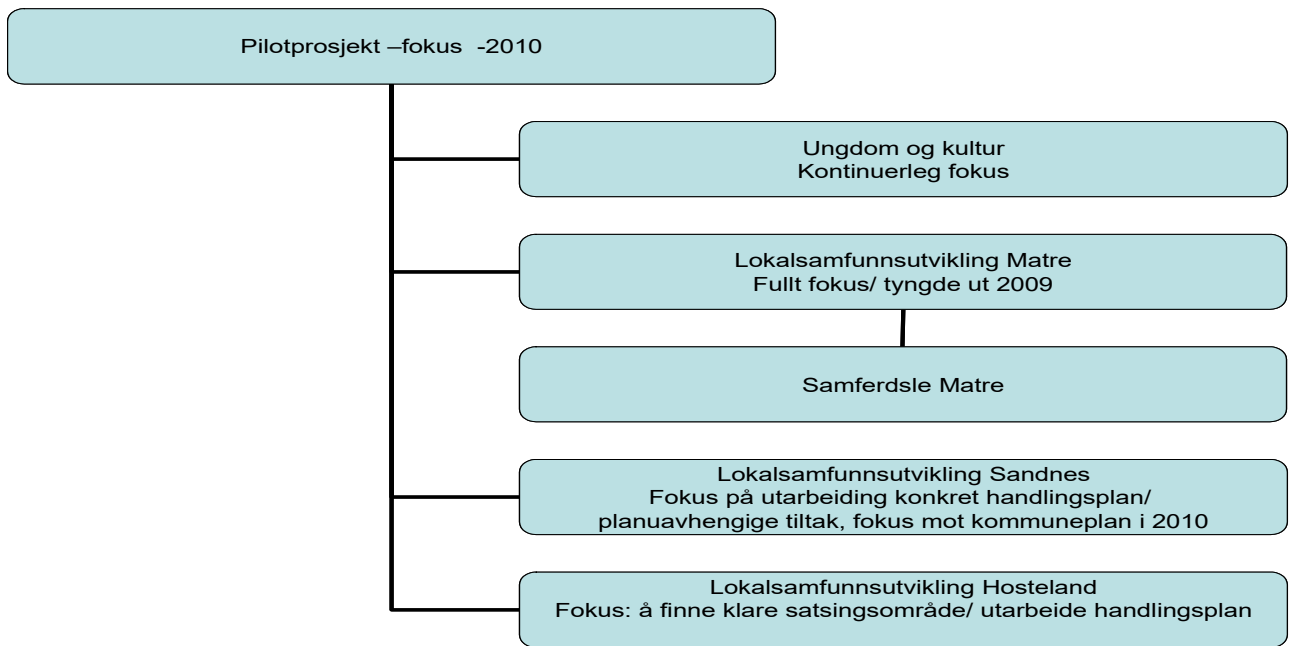 Pilotprosjekt –fokus -2010
Ungdom og kultur
Kontinuerleg fokus
Lokalsamfunnsutvikling Matre
Fullt fokus/ tyngde ut 2009
Samferdsle Matre
Lokalsamfunnsutvikling Sandnes
Fokus på utarbeiding konkret handlingsplan/
planuavhengige tiltak, fokus mot kommuneplan i 2010
Lokalsamfunnsutvikling Hosteland
Fokus: å finne klare satsingsområde/ utarbeide handlingsplan